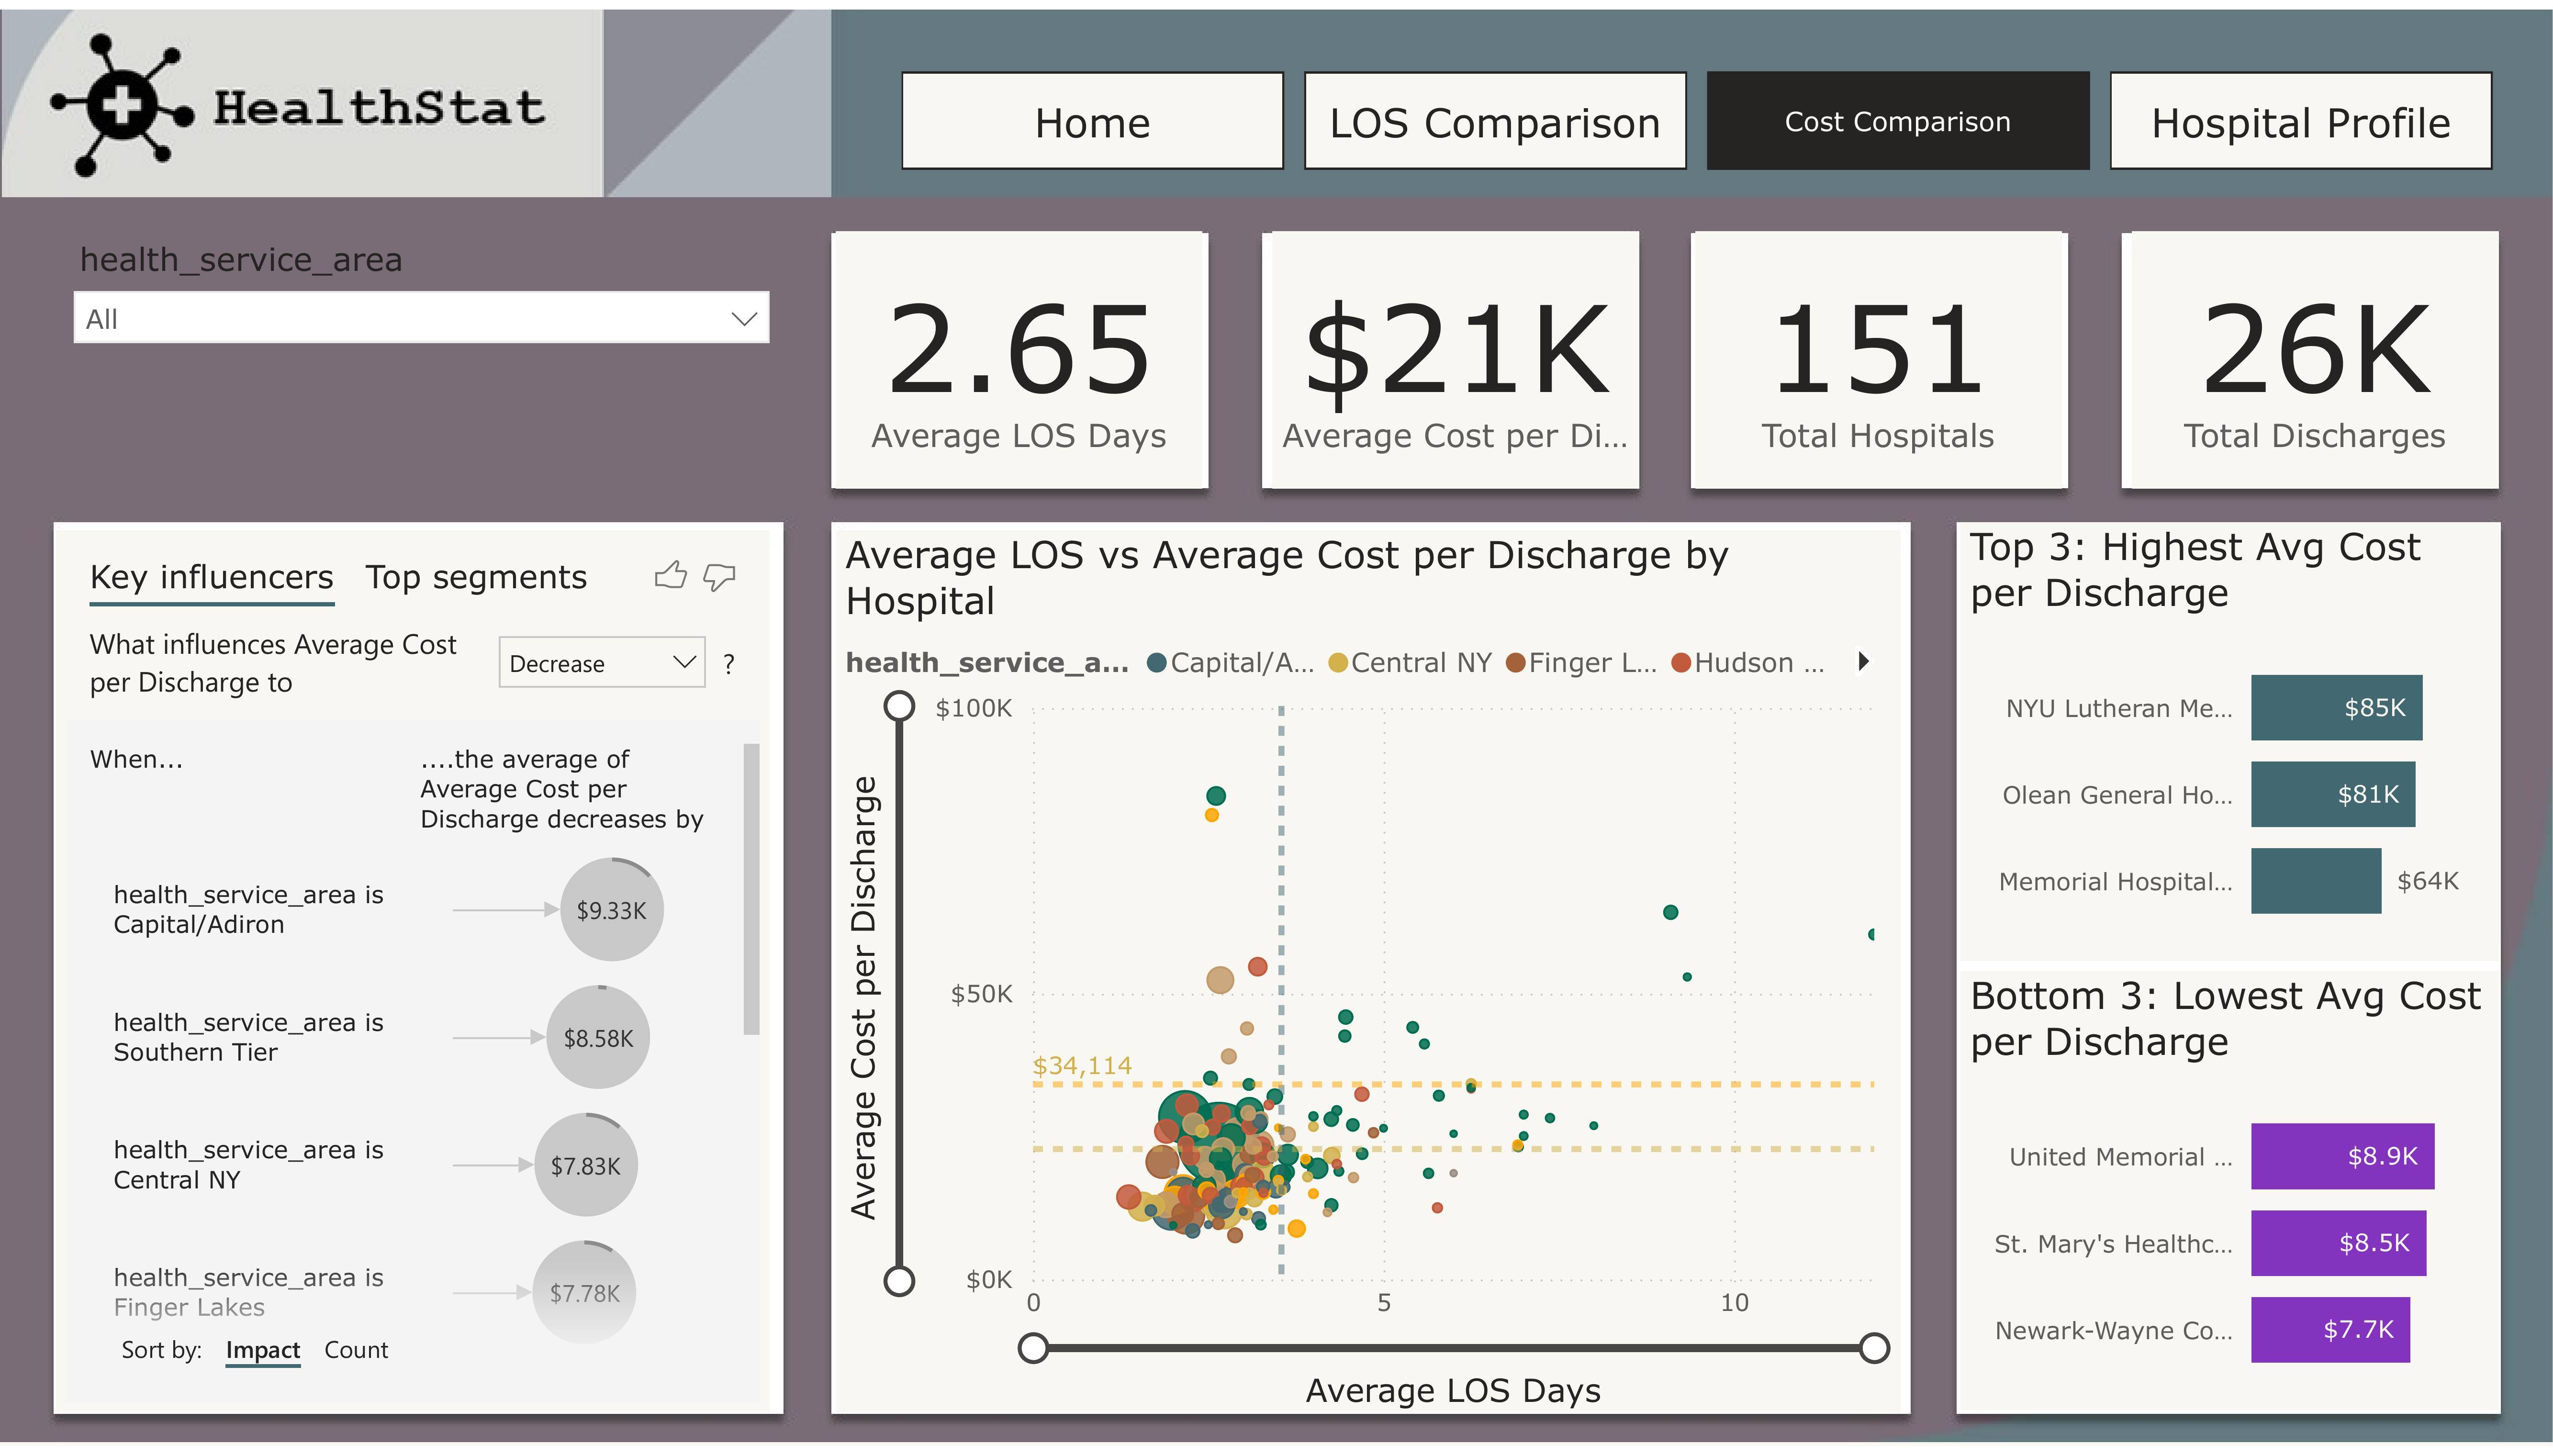 HealthStat
Home
LOS Comparison
Cost Comparison
Hospital Profile
health_service_area
All
2.65
Average LOS Days
$21K
Average Cost per Di...
151
Total Hospitals
26K
Total Discharges
Key influencers
Top segments
What influences Average Cost
per Discharge to
Decrease
?
When...
....the average of
Average Cost per
Discharge decreases by
health_service_area is
Capital/Adiron
$9.33K
health_service_area is
Southern Tier
$8.58K
health_service_area is
Central NY
$7.83K
health_service_area is
Finger Lakes
$7.78K
Sort by: Impact Count
Average LOS vs Average Cost per Discharge by
Hospital
health_service_a... Capital/A... Central NY Finger L... Hudson ...
Average Cost per Discharge
$100K
$50K
$34,114
$0K
0
5
10
Average LOS Days
Top 3: Highest Avg Cost
per Discharge
NYU Lutheran Me... $85K
Olean General Ho... $81K
Memorial Hospital... $64K
Bottom 3: Lowest Avg Cost
per Discharge
United Memorial ... $8.9K
St. Mary's Healthc... $8.5K
Newark-Wayne Co... $7.7K